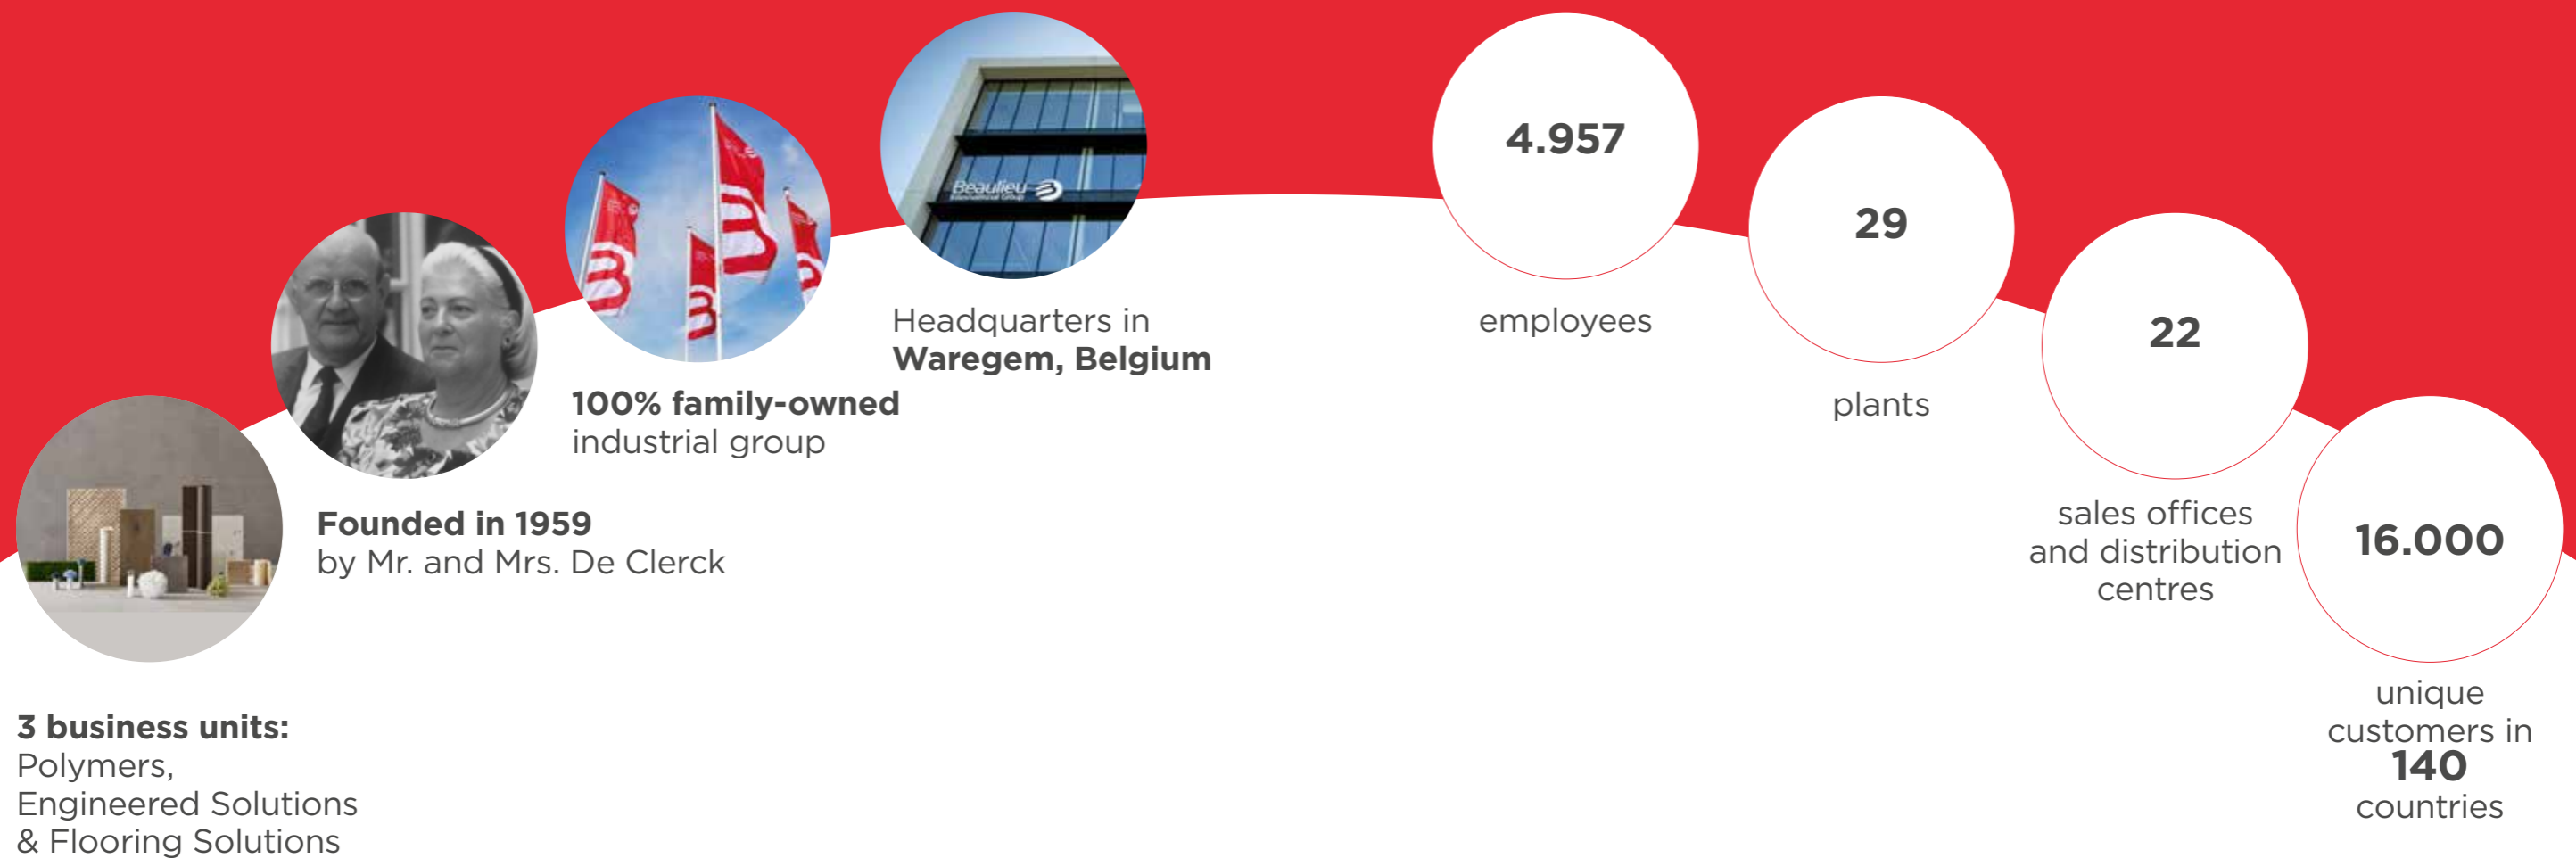 Beaulieu
International Group
Headquarters in
Waregem, Belgium
100% family-owned
industrial group
Founded in 1959
by Mr. and Mrs. De Clerck
3 business units:
Polymers,
Engineered Solutions
& Flooring Solutions
4.957
employees
29
plants
22
sales offices
and distribution
centres
16.000
unique
customers in
140
countries